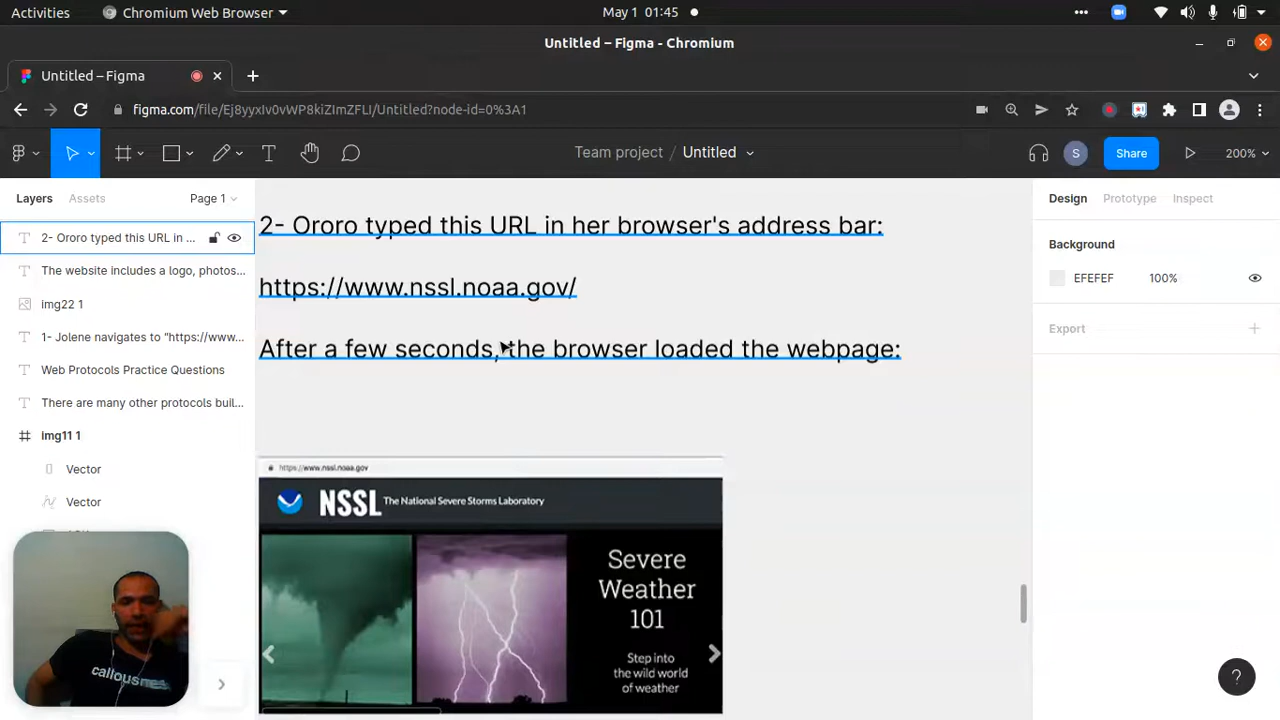 Activities
Chromium Web Browser
May 1 01:45
Untitled – Figma - Chromium
Untitled – Figma
figma.com/file/Ej8yyxIv0vWP8kiZImZFLI/Untitled?node-id=0%3A1
Team project / Untitled
S
Share
200%
Layers
Assets
Page 1
2- Ororo typed this URL in ...
The website includes a logo, photos...
img22 1
1- Jolene navigates to “https://www...
Web Protocols Practice Questions
There are many other protocols buil...
img11 1
Vector
Vector
2- Ororo typed this URL in her browser's address bar:
https://www.nssl.noaa.gov/
After a few seconds, the browser loaded the webpage:
https://www.nssl.noaa.gov
NSSL The National Severe Storms Laboratory
Severe
Weather
101
Step into
the wild world
of weather
callousness
Design
Prototype
Inspect
Background
EFEFEF
100%
Export
?